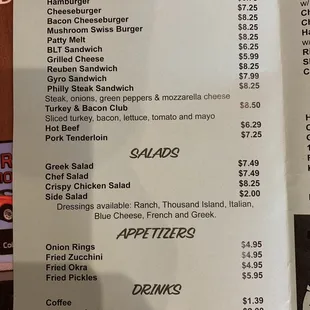 Hamburger
Cheeseburger $7.25
Bacon Cheeseburger $8.25
Mushroom Swiss Burger $8.25
Patty Melt $8.25
BLT Sandwich $6.25
Grilled Cheese $5.99
Reuben Sandwich $8.25
Gyro Sandwich $7.99
Philly Steak Sandwich $8.25
Steak, onions, green peppers & mozzarella cheese
Turkey & Bacon Club $8.50
Sliced turkey, bacon, lettuce, tomato and mayo
Hot Beef $6.29
Pork Tenderloin $7.25
SALADS
Greek Salad $7.49
Chef Salad $7.49
Crispy Chicken Salad $8.25
Side Salad $2.00
Dressings available: Ranch, Thousand Island, Italian,
Blue Cheese, French and Greek.
APPETIZERS
Onion Rings $4.95
Fried Zucchini $4.95
Fried Okra $4.95
Fried Pickles $5.95
DRINKS
Coffee $1.39